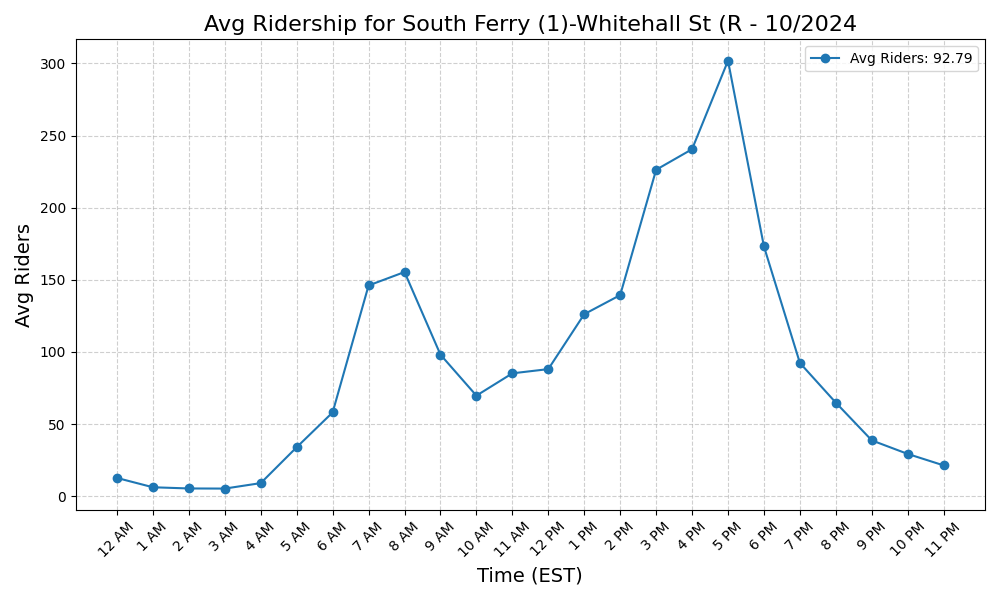 Avg Ridership for South Ferry (1)-Whitehall St (R - 10/2024
Avg Riders: 92.79
Avg Riders
300
250
200
150
100
50
0
12 AM
1 AM
2 AM
3 AM
4 AM
5 AM
6 AM
7 AM
8 AM
9 AM
10 AM
11 AM
12 PM
1 PM
2 PM
3 PM
4 PM
5 PM
6 PM
7 PM
8 PM
9 PM
10 PM
11 PM
Time (EST)